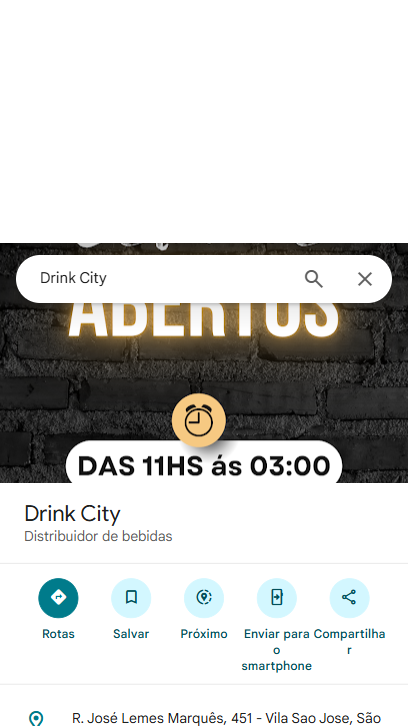 Drink City
ABERTOS
DAS 11HS ás 03:00
Drink City
Distribuidor de bebidas
Rotas
Salvar
Próximo
Enviar para
o
smartphone
Compartilha
r
R. José Lemes Marquês, 451 - Vila Sao Jose, São